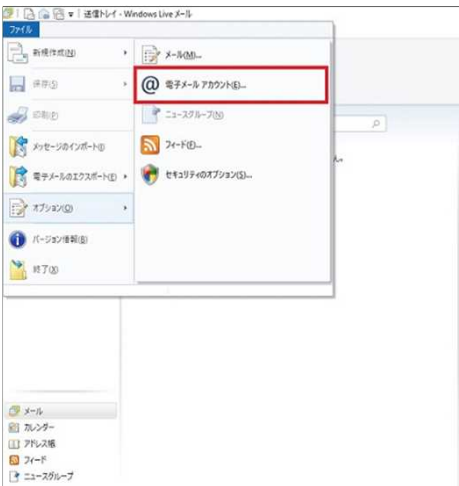 送信トレイ - Windows Live メール
ファイル
新規作成(N)
保存(S)
印刷(P)
メッセージのインポート(I)
電子メールのエクスポート(E)
オプション(O)
バージョン情報(B)
終了(X)
メール(M)...
電子メール アカウント(E)...
ニュースグループ(N)
フィード(F)...
セキュリティのオプション(S)...
ん。
メール
カレンダー
アドレス帳
フィード
ニュースグループ